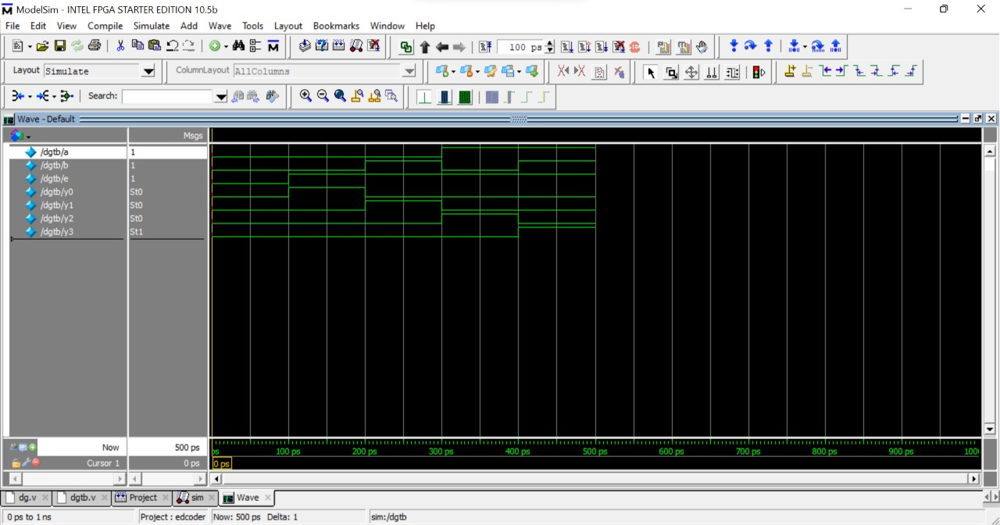 ModelSim - INTEL FPGA STARTER EDITION 10.5b
File Edit View Compile Simulate Add Wave Tools Layout Bookmarks Window Help
100 ps
Layout Simulate ColumnLayout AllColumns
Search:
Wave - Default
Msgs
/dgtb/a 1
/dgtb/b 1
/dgtb/e 1
/dgtb/y0 St0
/dgtb/y1 St0
/dgtb/y2 St0
/dgtb/y3 St1
Now 500 ps ps 100 ps 200 ps 300 ps 400 ps 500 ps 600 ps 700 ps 800 ps 900 ps 100
Cursor 1 0 ps 0 ps
dg.v dgtb.v Project sim Wave
0 ps to 1 ns Project : edcoder Now: 500 ps Delta: 1 sim:/dgtb